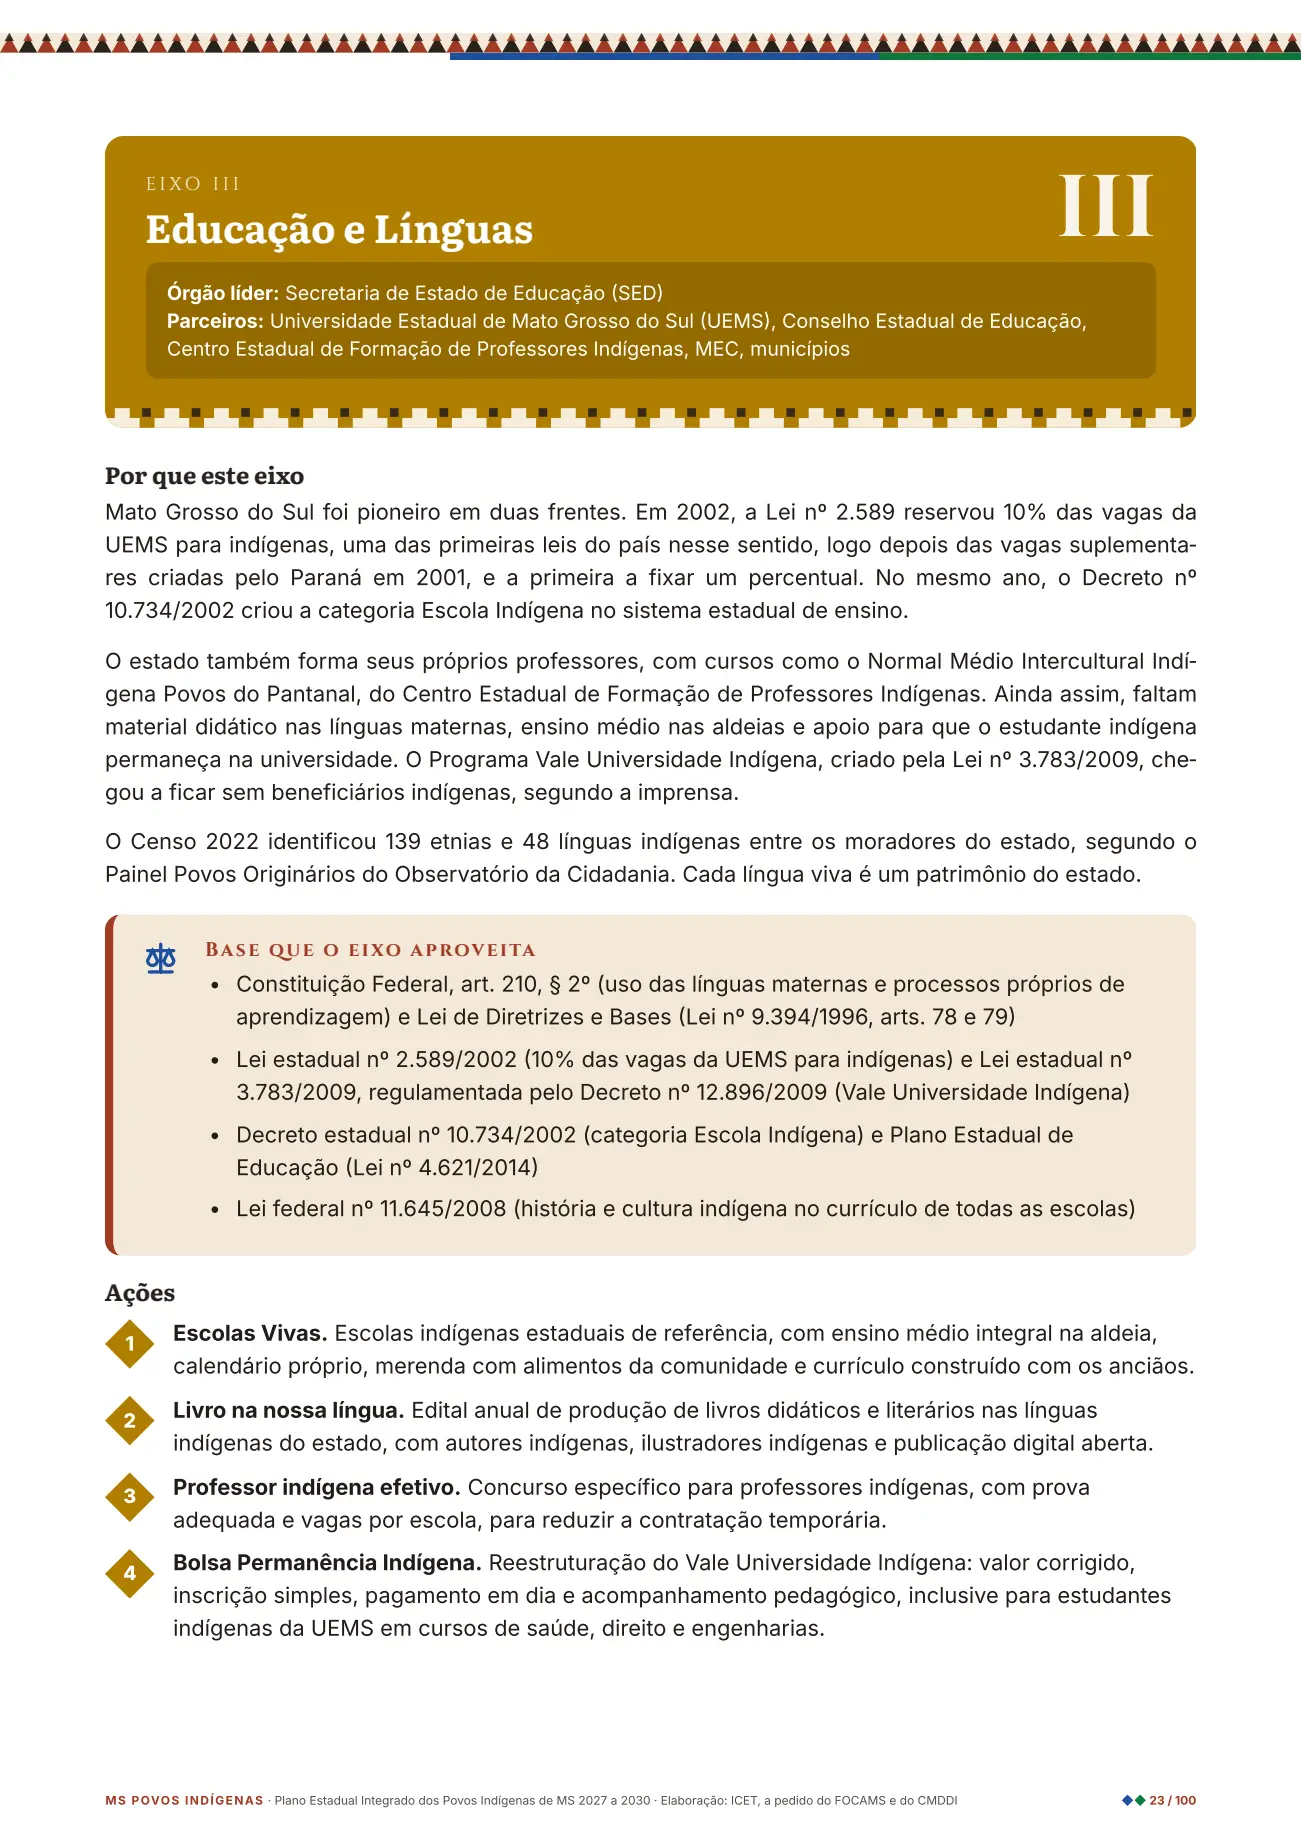 EIXO III
III
Educação e Línguas
Órgão líder: Secretaria de Estado de Educação (SED)
Parceiros: Universidade Estadual de Mato Grosso do Sul (UEMS), Conselho Estadual de Educação,
Centro Estadual de Formação de Professores Indígenas, MEC, municípios
Por que este eixo
Mato Grosso do Sul foi pioneiro em duas frentes. Em 2002, a Lei nº 2.589 reservou 10% das vagas da
UEMS para indígenas, uma das primeiras leis do país nesse sentido, logo depois das vagas suplementa-
res criadas pelo Paraná em 2001, e a primeira a fixar um percentual. No mesmo ano, o Decreto nº
10.734/2002 criou a categoria Escola Indígena no sistema estadual de ensino.
O estado também forma seus próprios professores, com cursos como o Normal Médio Intercultural Indí-
gena Povos do Pantanal, do Centro Estadual de Formação de Professores Indígenas. Ainda assim, faltam
material didático nas línguas maternas, ensino médio nas aldeias e apoio para que o estudante indígena
permaneça na universidade. O Programa Vale Universidade Indígena, criado pela Lei nº 3.783/2009, che-
gou a ficar sem beneficiários indígenas, segundo a imprensa.
O Censo 2022 identificou 139 etnias e 48 línguas indígenas entre os moradores do estado, segundo o
Painel Povos Originários do Observatório da Cidadania. Cada língua viva é um patrimônio do estado.
Base que o eixo aproveita
• Constituição Federal, art. 210, § 2º (uso das línguas maternas e processos próprios de
aprendizagem) e Lei de Diretrizes e Bases (Lei nº 9.394/1996, arts. 78 e 79)
• Lei estadual nº 2.589/2002 (10% das vagas da UEMS para indígenas) e Lei estadual nº
3.783/2009, regulamentada pelo Decreto nº 12.896/2009 (Vale Universidade Indígena)
• Decreto estadual nº 10.734/2002 (categoria Escola Indígena) e Plano Estadual de
Educação (Lei nº 4.621/2014)
• Lei federal nº 11.645/2008 (história e cultura indígena no currículo de todas as escolas)
Ações
1 Escolas Vivas. Escolas indígenas estaduais de referência, com ensino médio integral na aldeia,
calendário próprio, merenda com alimentos da comunidade e currículo construído com os anciãos.
2 Livro na nossa língua. Edital anual de produção de livros didáticos e literários nas línguas
indígenas do estado, com autores indígenas, ilustradores indígenas e publicação digital aberta.
3 Professor indígena efetivo. Concurso específico para professores indígenas, com prova
adequada e vagas por escola, para reduzir a contratação temporária.
4 Bolsa Permanência Indígena. Reestruturação do Vale Universidade Indígena: valor corrigido,
inscrição simples, pagamento em dia e acompanhamento pedagógico, inclusive para estudantes
indígenas da UEMS em cursos de saúde, direito e engenharias.
MS POVOS INDÍGENAS · Plano Estadual Integrado dos Povos Indígenas de MS 2027 a 2030 · Elaboração: ICET, a pedido do FOCAMS e do CMDDI
23 / 100